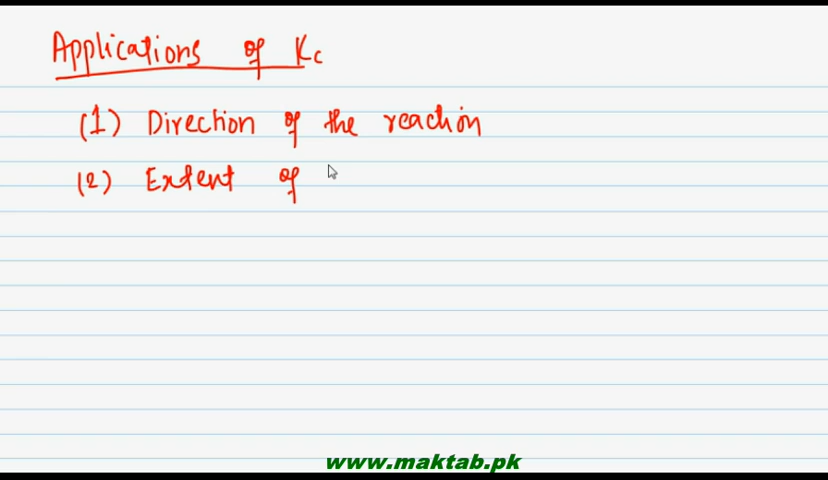 Applications of Kc
(1) Direction of the reaction
(2) Extent of
www.maktab.pk